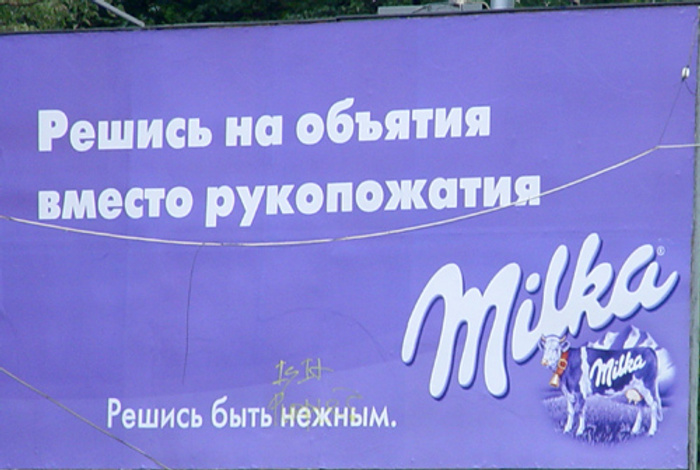 Решись на объятия
вместо рукопожатия
Milka®
Milka
Решись быть нежным.